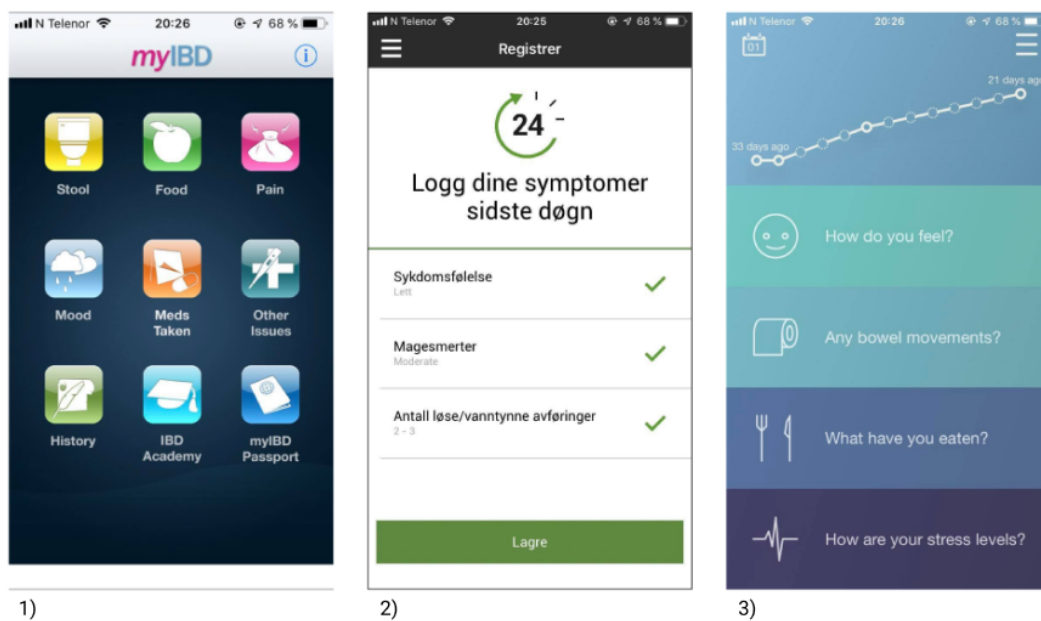 N Telenor 20:26 68 %
myIBD
Stool Food Pain
Mood Meds Taken Other Issues
History IBD Academy myIBD Passport
1)
N Telenor 20:25 68 %
Registrer
24
Logg dine symptomer
sidste døgn
Sykdomsfølelse
Lett
Magesmerter
Moderate
Antall løse/vanntynne avføringer
2 – 3
Lagre
2)
N Telenor 20:26 68 %
01
21 days ago
33 days ago
How do you feel?
Any bowel movements?
What have you eaten?
How are your stress levels?
3)